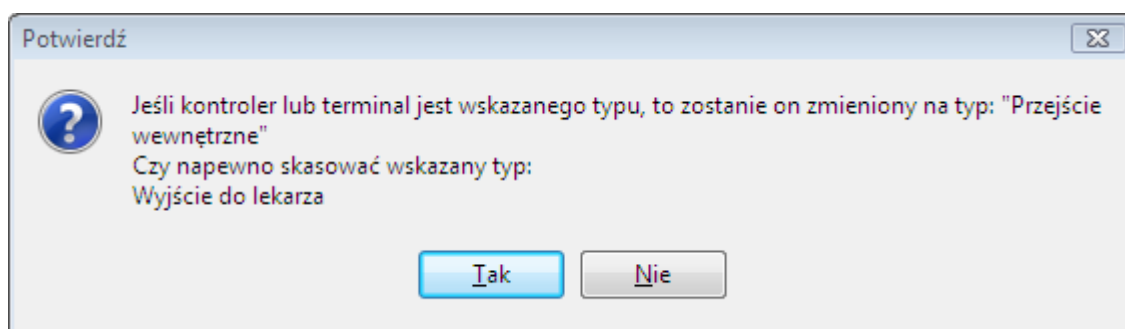 Potwierdź
Jeśli kontroler lub terminal jest wskazanego typu, to zostanie on zmieniony na typ: "Przejście
wewnętrzne"
Czy napewno skasować wskazany typ:
Wyjście do lekarza
Tak
Nie